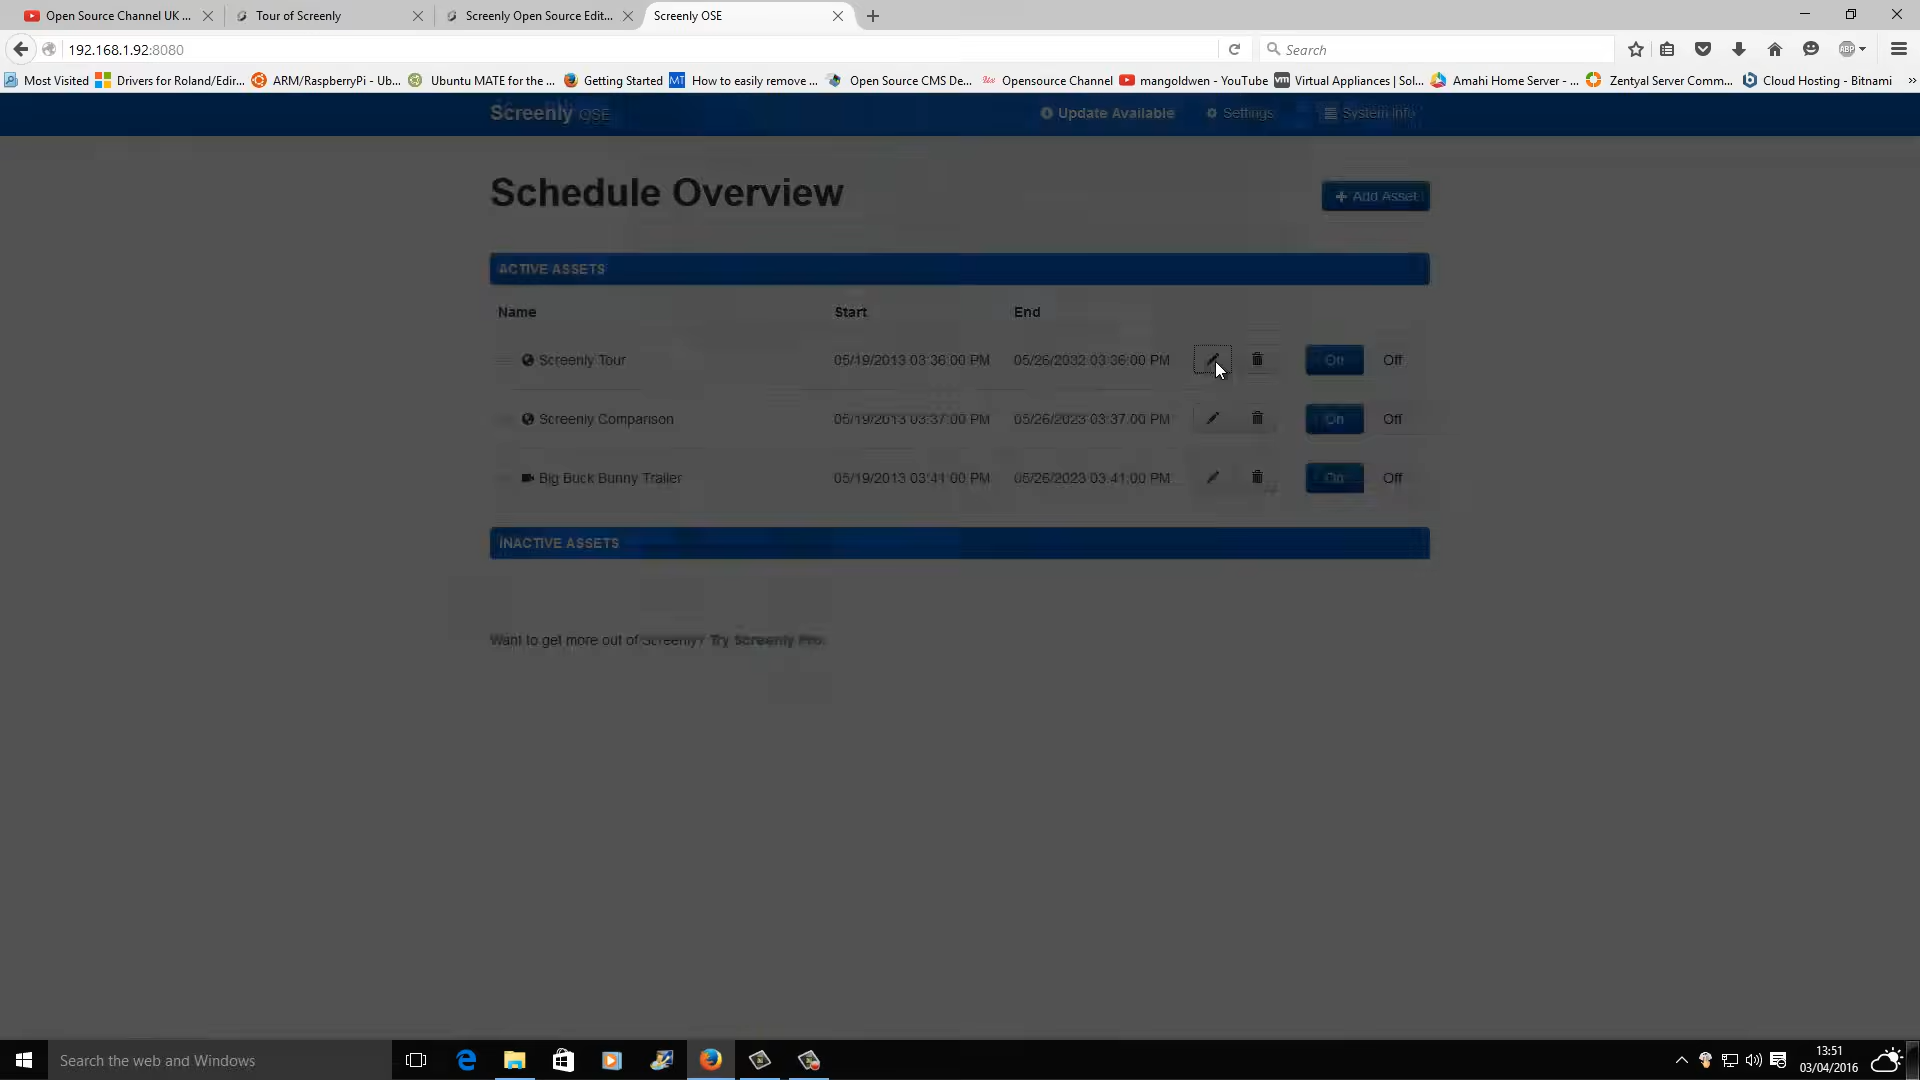 Open Source Channel UK ...
Tour of Screenly
Screenly Open Source Edit...
Screenly OSE
192.168.1.92:8080
Search
Most Visited
Drivers for Roland/Edir...
ARM/RaspberryPi - Ub...
Ubuntu MATE for the ...
Getting Started
MT
How to easily remove ...
Open Source CMS De...
Opensource Channel
mangoldwen - YouTube
vm
Virtual Appliances | Sol...
Amahi Home Server - ...
Zentyal Server Comm...
Cloud Hosting - Bitnami
ABP
Screenly OSE
Update Available
Settings
System Info
Schedule Overview
+ Add Asset
ACTIVE ASSETS
Name Start End
Screenly Tour 05/19/2013 03:36:00 PM 05/26/2032 03:36:00 PM On Off
Screenly Comparison 05/19/2013 03:37:00 PM 05/26/2023 03:37:00 PM On Off
Big Buck Bunny Trailer 05/19/2013 03:41:00 PM 05/26/2023 03:41:00 PM On Off
INACTIVE ASSETS
Want to get more out of Screenly? Try Screenly Pro.
Search the web and Windows
13:51
03/04/2016